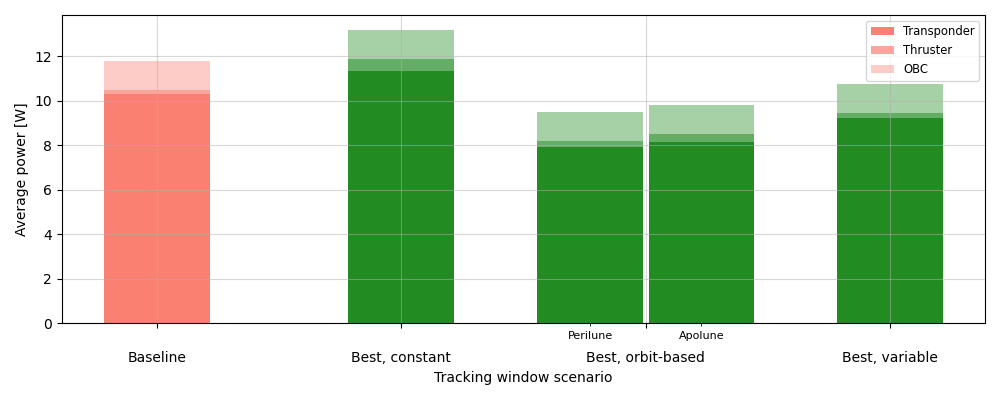 Average power [W]
12
10
8
6
4
2
0
Transponder
Thruster
OBC
Perilune
Apolune
Baseline
Best, constant
Best, orbit-based
Best, variable
Tracking window scenario